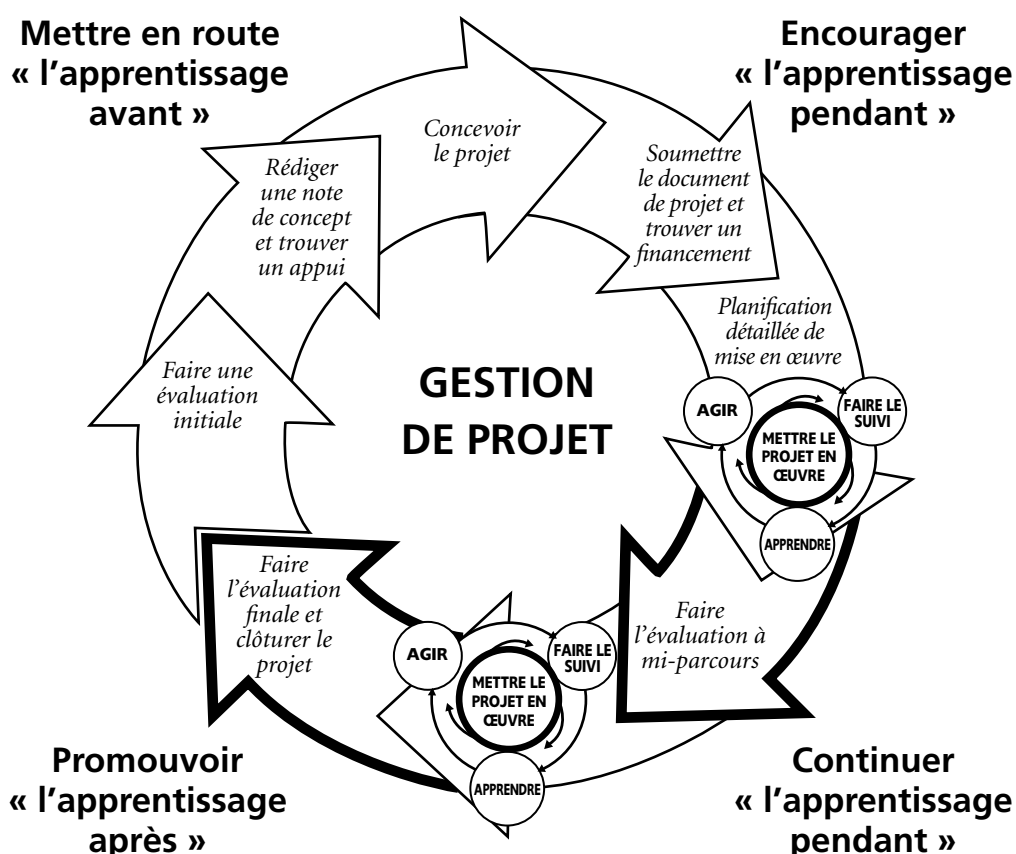 Mettre en route
« l’apprentissage
avant »
Encourager
« l’apprentissage
pendant »
Concevoir
le projet
Rédiger
une note
de concept
et trouver
un appui
Soumettre
le document
de projet et
trouver un
financement
Planification
détaillée de
mise en œuvre
Faire une
évaluation
initiale
GESTION
DE PROJET
AGIR
FAIRE LE
SUIVI
METTRE LE
PROJET EN
ŒUVRE
APPRENDRE
Faire
l’évaluation
finale et
clôturer le
projet
Faire
l’évaluation à
mi-parcours
AGIR
FAIRE LE
SUIVI
METTRE LE
PROJET EN
ŒUVRE
APPRENDRE
Promouvoir
« l’apprentissage
après »
Continuer
« l’apprentissage
pendant »